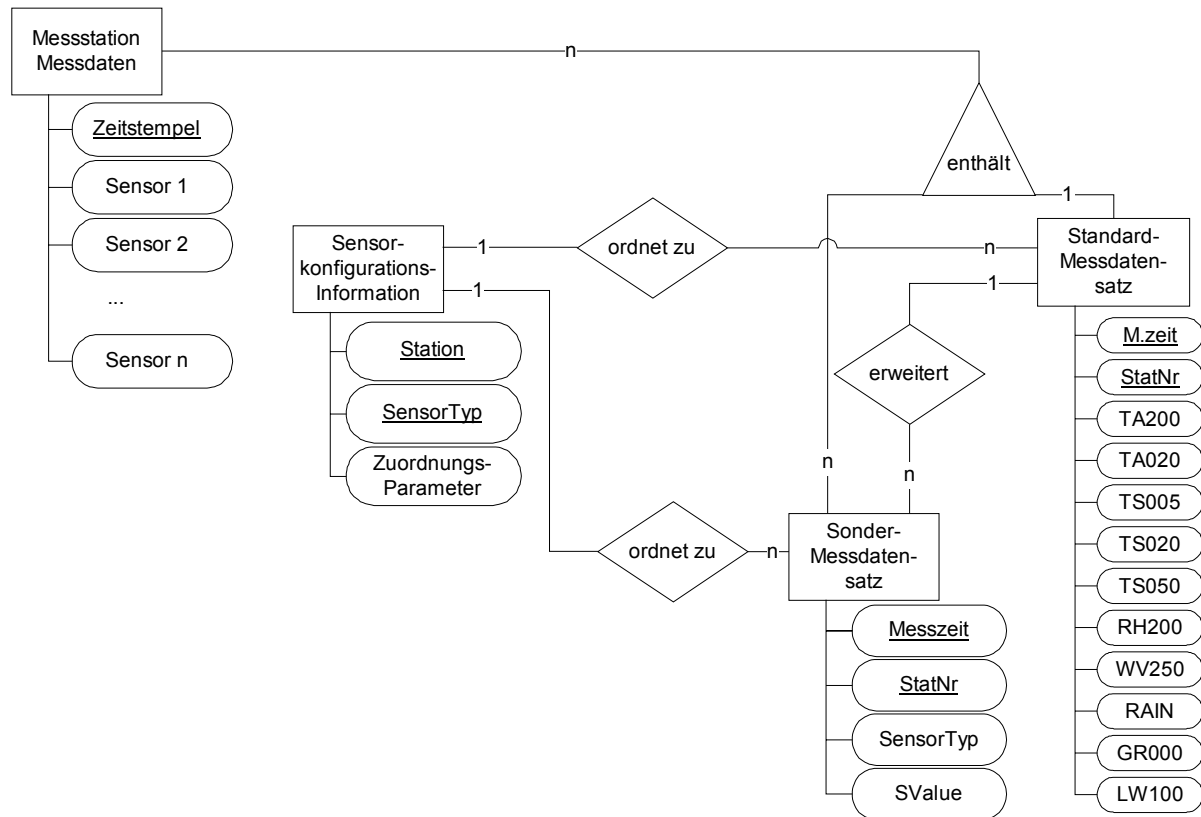 Messstation
Messdaten
n
Zeitstempel
Sensor 1
Sensor 2
...
Sensor n
enthält
1
n
Sensor-
konfigurations-
Information
1
ordnet zu
n
1
Station
SensorTyp
Zuordnungs-
Parameter
Standard-
Messdaten-
satz
1
erweitert
n
ordnet zu
n
Sonder-
Messdaten-
satz
Messzeit
StatNr
SensorTyp
SValue
M.zeit
StatNr
TA200
TA020
TS005
TS020
TS050
RH200
WV250
RAIN
GR000
LW100